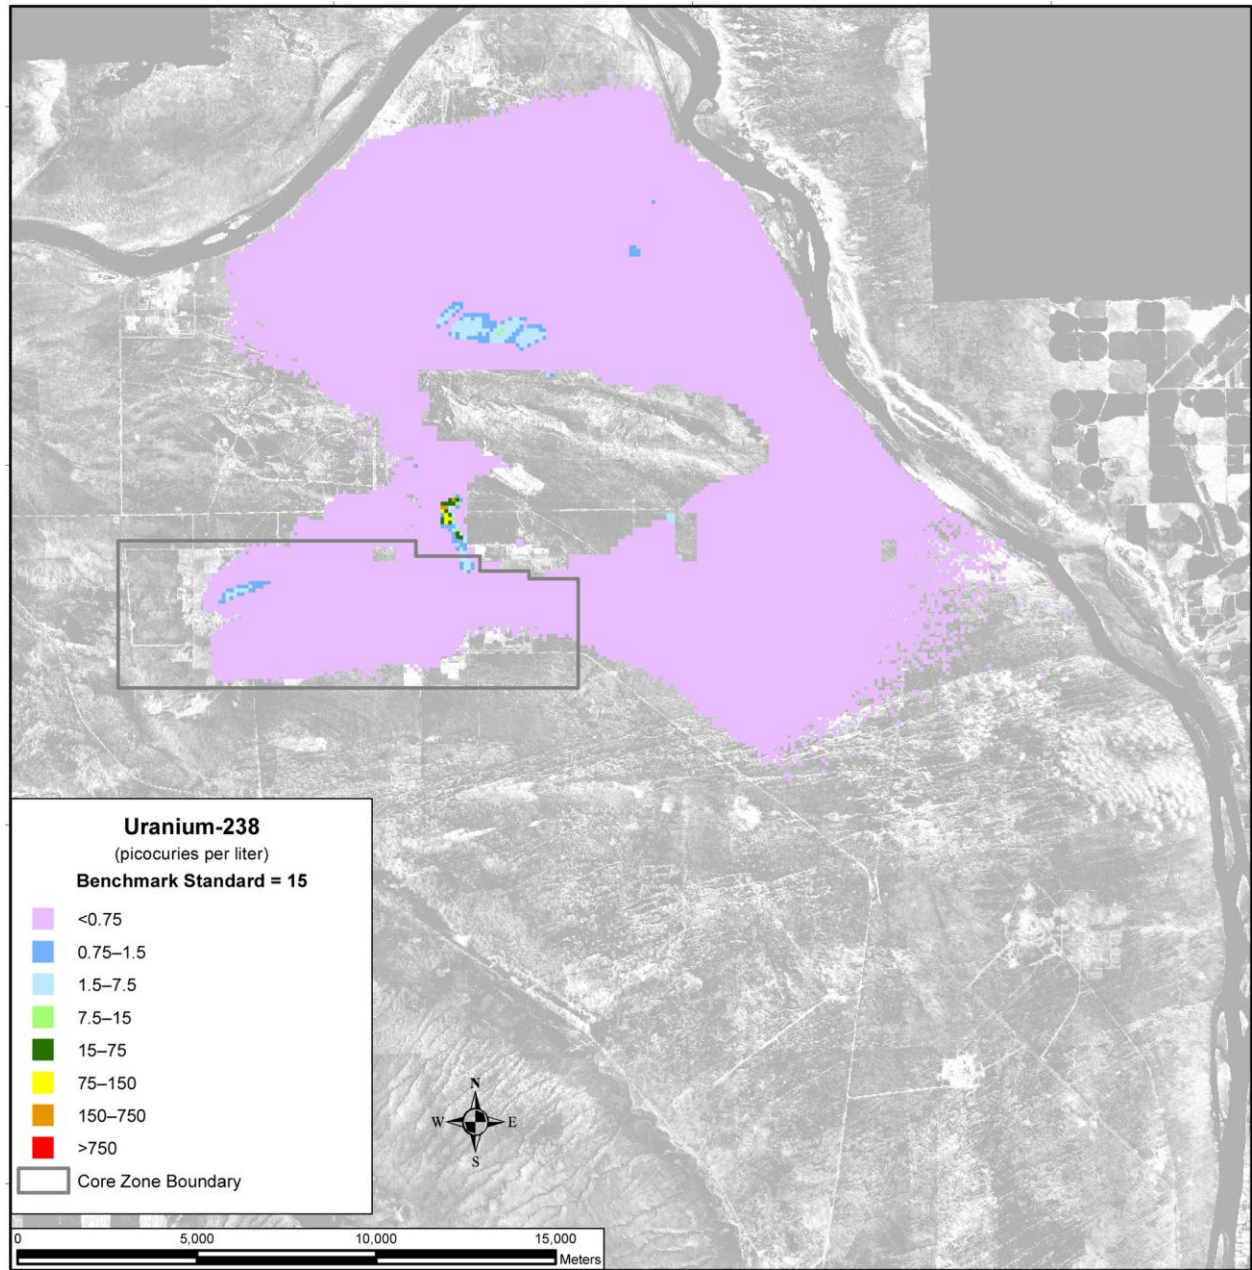 Uranium-238
(picocuries per liter)
Benchmark Standard = 15
<0.75
0.75–1.5
1.5–7.5
7.5–15
15–75
75–150
150–750
>750
Core Zone Boundary
N
W E
S
0 5,000 10,000 15,000
Meters